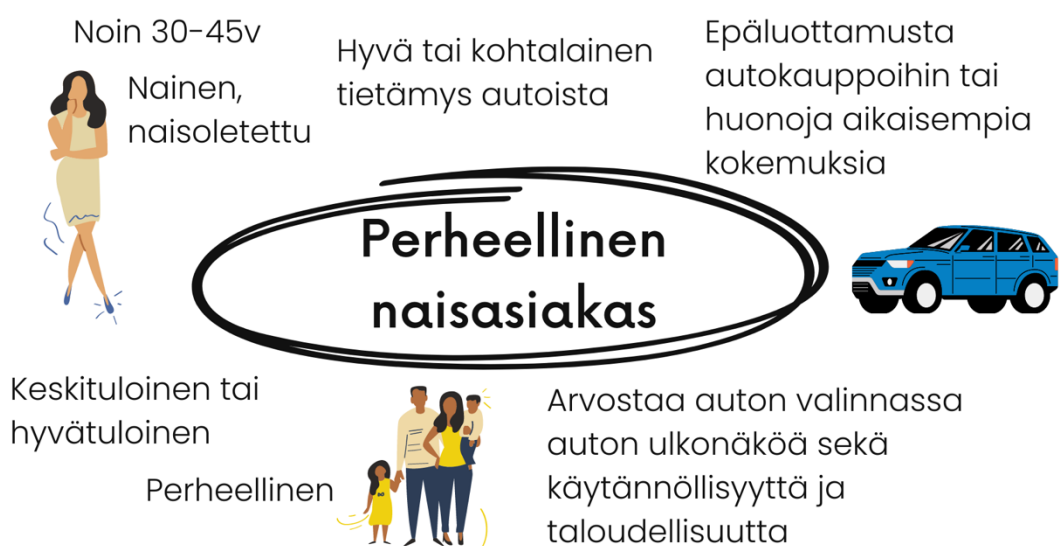 Noin 30-45v
Nainen,
naisoletettu
Hyvä tai kohtalainen
tietämys autoista
Epäluottamusta
autokauppoihin tai
huonoja aikaisempia
kokemuksia
Perheellinen
naisasiakas
Keskituloinen tai
hyvätuloinen
Perheellinen
Arvostaa auton valinnassa
auton ulkonäköä sekä
käytännöllisyyttä ja
taloudellisuutta